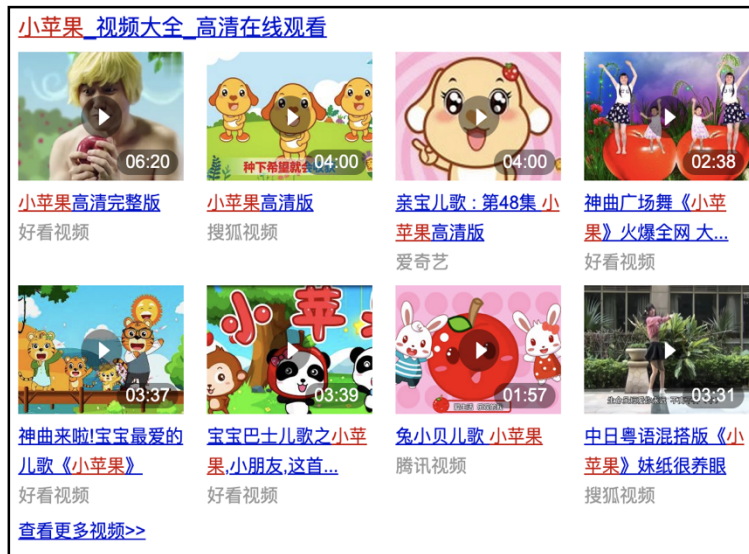 小苹果_视频大全_高清在线观看
06:20
种下希望就会
04:00
04:00
02:38
小苹果高清完整版
好看视频
小苹果高清版
搜狐视频
亲宝儿歌 : 第48集 小
苹果高清版
爱奇艺
神曲广场舞《小苹
果》火爆全网 大...
好看视频
03:37
小苹
03:39
01:57
03:31
神曲来啦!宝宝最爱的
儿歌《小苹果》
好看视频
宝宝巴士儿歌之小苹
果,小朋友,这首...
好看视频
兔小贝儿歌 小苹果
腾讯视频
中日粤语混搭版《小
苹果》妹纸很养眼
搜狐视频
查看更多视频>>